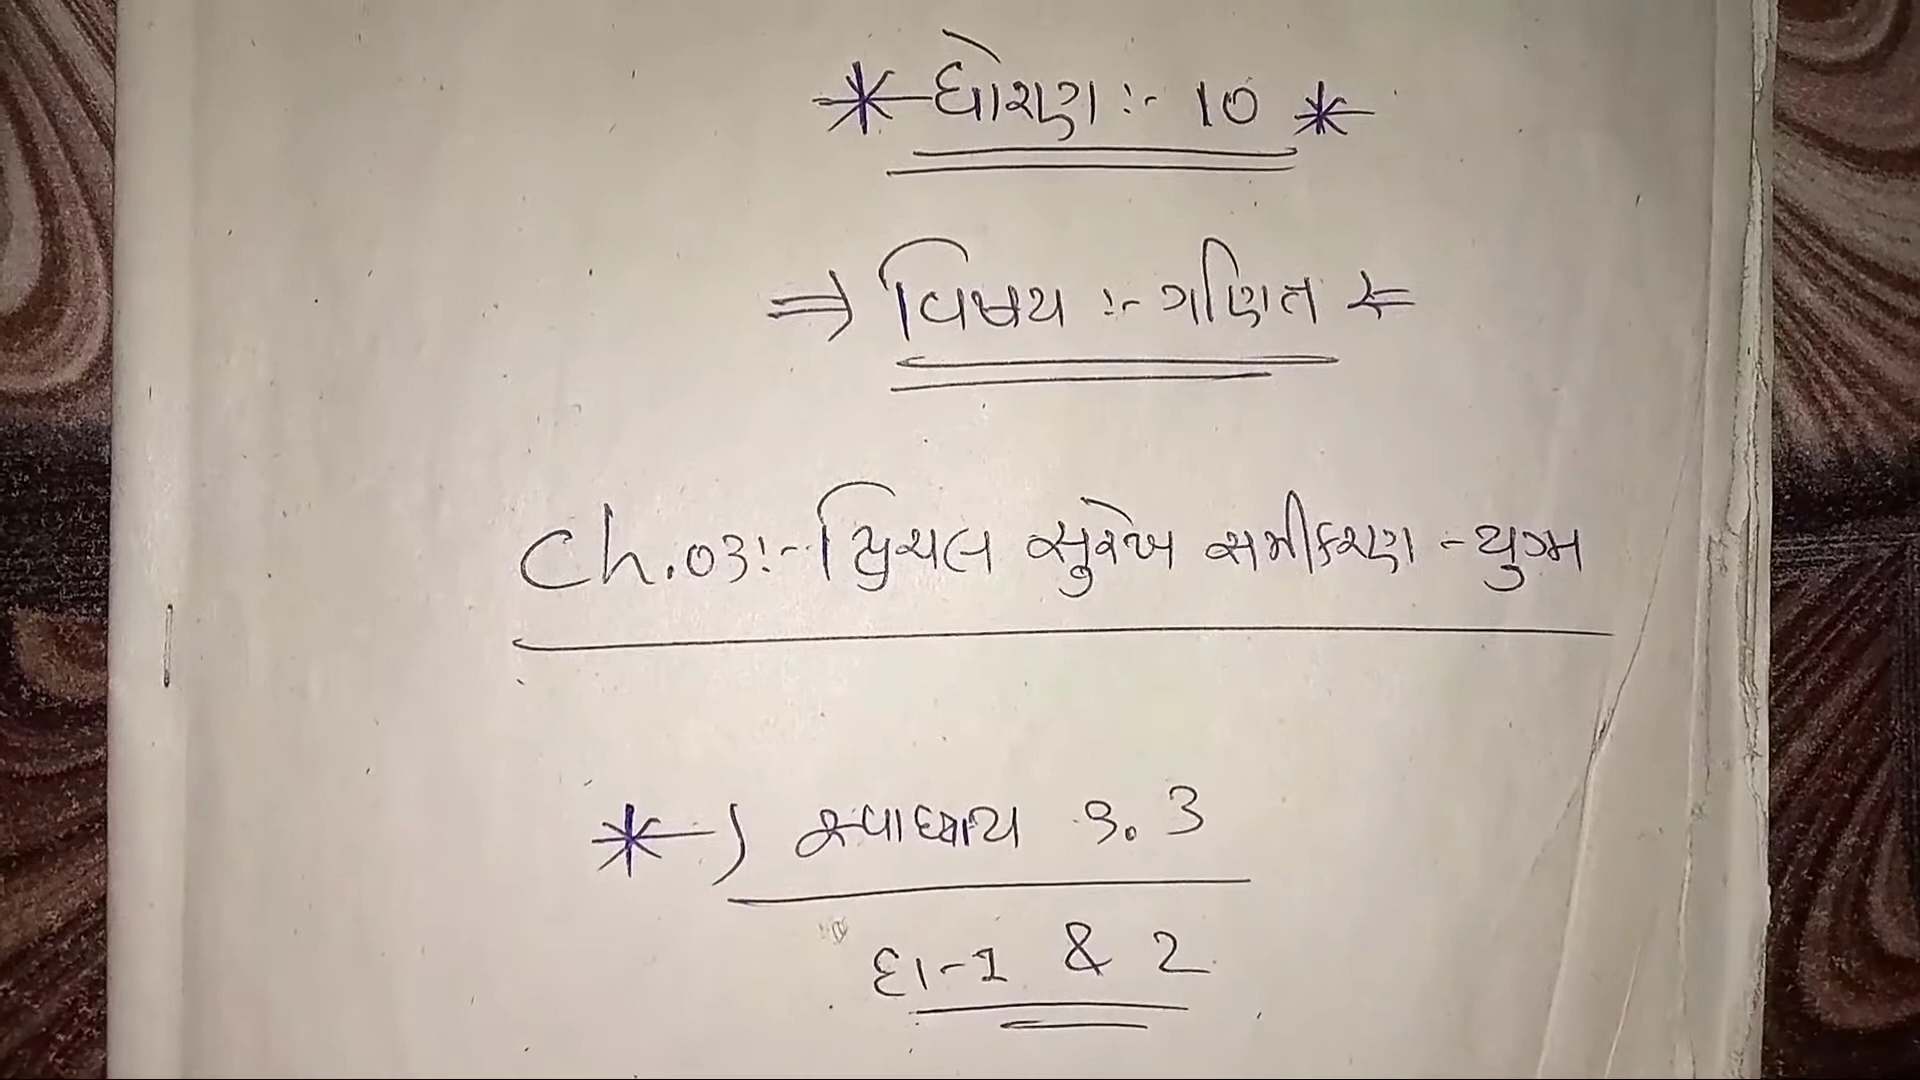 * ધોરણ :- 10 *
⇒ વિષય :- ગણિત ⇐
Ch.03:- દ્વિચલ સુરેખ સમીકરણ - યુગ્મ
*) સ્વાધ્યાય 3.3
દા-1 & 2